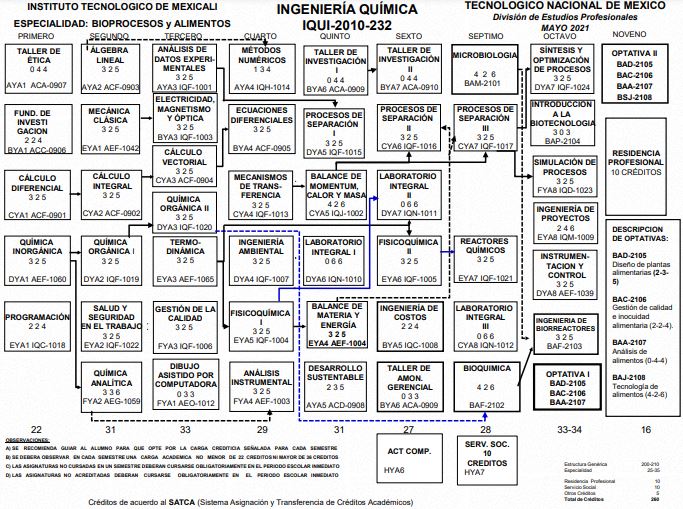 INSTITUTO TECNOLOGICO DE MEXICALI
ESPECIALIDAD: BIOPROCESOS y ALIMENTOS
INGENIERÍA QUÍMICA
IQUI-2010-232
TECNOLÓGICO NACIONAL DE MÉXICO
División de Estudios Profesionales
MAYO 2021
PRIMERO
SEGUNDO
TERCERO
CUARTO
QUINTO
SEXTO
SEPTIMO
OCTAVO
NOVENO
TALLER DE
ÉTICA
0 4 4
AYA1 ACA-0907
FUND. DE
INVESTI
GACION
2 2 4
BYA1 ACC-0906
CÁLCULO
DIFERENCIAL
3 2 5
CYA1 ACF-0901
QUÍMICA
INORGÁNICA
3 2 5
DYA1 AEF-1060
PROGRAMACIÓN
2 2 4
EYA1 IQC-1018
22
ÁLGEBRA
LINEAL
3 2 5
AYA2 ACF-0903
MECÁNICA
CLÁSICA
3 2 5
EYA1 AEF-1042
CÁLCULO
INTEGRAL
3 2 5
CYA2 ACF-0902
QUÍMICA
ORGÁNICA I
3 2 5
DYA2 IQF-1019
SALUD Y
SEGURIDAD
EN EL TRABAJO
3 2 5
EYA2 IQF-1022
QUÍMICA
ANALÍTICA
3 3 6
FYA2 AEG-1059
31
ANÁLISIS DE
DATOS EXPERI-
MENTALES
3 2 5
AYA3 IQF-1001
ELECTRICIDAD,
MAGNETISMO
Y ÓPTICA
3 2 5
BYA3 IQF-1003
CÁLCULO
VECTORIAL
3 2 5
CYA3 ACF-0904
QUÍMICA
ORGÁNICA II
3 2 5
DYA3 IQF-1020
TERMO-
DINÁMICA
3 2 5
EYA3 AEF-1065
GESTIÓN DE
LA CALIDAD
3 2 5
FYA3 IQF-1006
DIBUJO
ASISTIDO POR
COMPUTADORA
0 3 3
FYA1 AEO-1012
33
MÉTODOS
NUMÉRICOS
1 3 4
AYA4 IQH-1014
ECUACIONES
DIFERENCIALES
3 2 5
BYA4 ACF-0905
MECANISMOS
DE TRANS-
FERENCIA
3 2 5
CYA4 IQF-1013
INGENIERÍA
AMBIENTAL
3 2 5
DYA4 IQF-1007
FISICOQUÍMICA
I
3 2 5
EYA5 IQF-1004
ANÁLISIS
INSTRUMENTAL
3 2 5
FYA4 AEF-1003
29
TALLER DE
INVESTIGACIÓN
I
0 4 4
BYA6 ACA-0909
PROCESOS DE
SEPARACIÓN
I
3 2 5
DYA5 IQF-1015
BALANCE DE
MOMENTUM,
CALOR Y MASA
4 2 6
CYA5 IQJ-1002
LABORATORIO
INTEGRAL I
0 6 6
DYA6 IQN-1010
BALANCE DE
MATERIA Y
ENERGÍA
3 2 5
EYA4 AEF-1004
DESARROLLO
SUSTENTABLE
2 3 5
AYA5 ACD-0908
31
TALLER DE
INVESTIGACIÓN
II
0 4 4
BYA7 ACA-0910
PROCESOS DE
SEPARACIÓN
II
3 2 5
CYA6 IQF-1016
LABORATORIO
INTEGRAL
II
0 6 6
DYA7 IQN-1011
FISICOQUÍMICA
II
3 2 5
EYA6 IQF-1005
INGENIERÍA DE
COSTOS
2 2 4
BYA5 IQC-1008
TALLER DE
AMON.
GERENCIAL
0 3 3
BYA6 ACA-0909
27
MICROBIOLOGÍA
4 2 6
BAM-2101
PROCESOS DE
SEPARACIÓN
III
3 2 5
CYA7 IQF-1017
REACTORES
QUÍMICOS
3 2 5
EYA7 IQF-1021
LABORATORIO
INTEGRAL
III
0 6 6
CYA8 IQN-1012
BIOQUIMICA
4 2 6
BAF-2102
28
SÍNTESIS Y
OPTIMIZACIÓN
DE PROCESOS
3 2 5
DYA7 IQF-1024
INTRODUCCION
A LA
BIOTECNOLOGIA
3 0 3
BAP-2104
SIMULACIÓN DE
PROCESOS
3 2 5
FYA8 IQD-1023
INGENIERÍA DE
PROYECTOS
2 4 6
EYA8 IQM-1009
INSTRUMEN-
TACION Y
CONTROL
3 2 5
DYA8 AEF-1039
INGENIERIA DE
BIORREACTORES
3 2 5
BAF-2103
OPTATIVA I
BAD-2105
BAC-2106
BAA-2107
33-34
OPTATIVA II
BAD-2105
BAC-2106
BAA-2107
BSJ-2108
RESIDENCIA
PROFESIONAL
10 CRÉDITOS
DESCRIPCION
DE OPTATIVAS:
BAD-2105
Diseño de plantas
alimentarias (2-3-
5)
BAC-2106
Gestión de calidad
e inocuidad
alimentaria (2-2-4).
BAA-2107
Análisis de
alimentos (0-4-4)
BAJ-2108
Tecnología de
alimentos (4-2-6)
16
OBSERVACIONES:
A) SE RECOMIENDA GUIAR AL ALUMNO PARA QUE OPTE POR LA CARGA CREDITICIA SEÑALADA PARA CADA SEMESTRE
B) SE DEBERA OBSERVAR EN CADA SEMESTRE UNA CARGA ACADEMICA NO MENOR DE 22 CREDITOS NI MAYOR DE 38 CREDITOS
C) LAS ASIGNATURAS NO CURSADAS EN UN SEMESTRE DEBERAN CURSARSE OBLIGATORIAMENTE EN EL PERIODO ESCOLAR INMEDIATO
D) LAS ASIGNATURAS NO ACREDITADAS DEBERAN CURSARSE OBLIGATORIAMENTE EN EL PERIODO ESCOLAR INMEDIATO
ACT COMP.
HYA6
SERV. SOC.
10
CREDITOS
HYA7
Estructura Genérica 200-210
Especialidad 25-35
Residencia Profesional 10
Servicio Social 10
Otros Créditos 5
Total de Créditos 260
Créditos de acuerdo al SATCA (Sistema Asignación y Transferencia de Créditos Académicos)